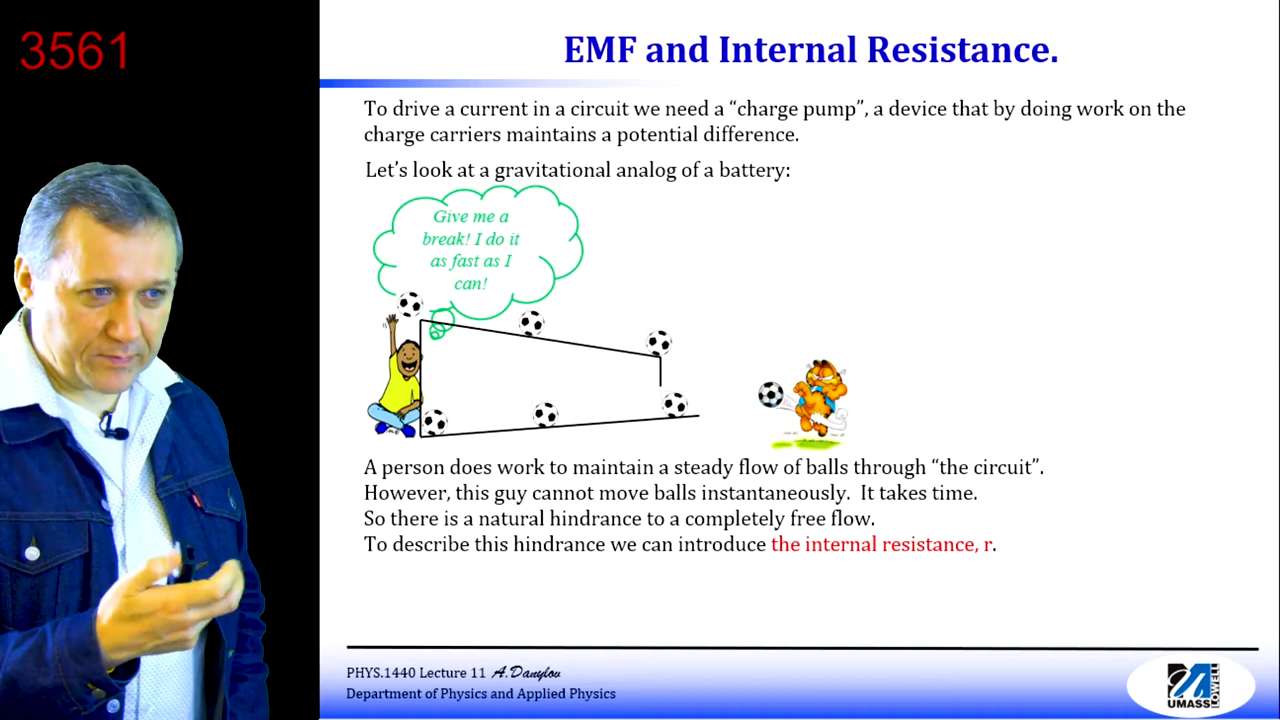 3561
EMF and Internal Resistance.
To drive a current in a circuit we need a “charge pump”, a device that by doing work on the
charge carriers maintains a potential difference.
Let’s look at a gravitational analog of a battery:
Give me a
break! I do it
as fast as I
can!
A person does work to maintain a steady flow of balls through “the circuit”.
However, this guy cannot move balls instantaneously.  It takes time.
So there is a natural hindrance to a completely free flow.
To describe this hindrance we can introduce the internal resistance, r.
PHYS.1440 Lecture 11 A.Danylov
Department of Physics and Applied Physics
UMASS
LOWELL